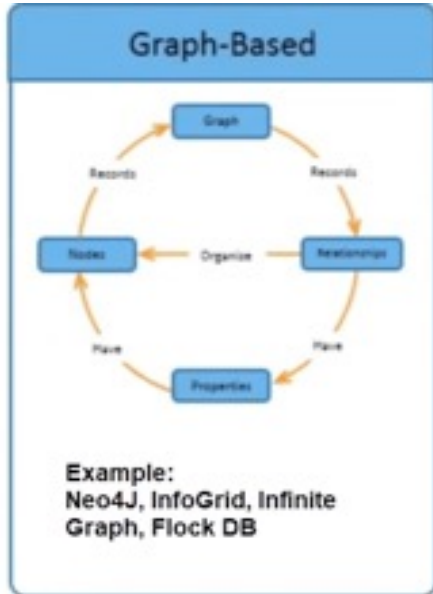 Graph-Based
Graph
Records
Records
Nodes
Organize
Relationships
Have
Have
Properties
Example:
Neo4J, InfoGrid, Infinite
Graph, Flock DB